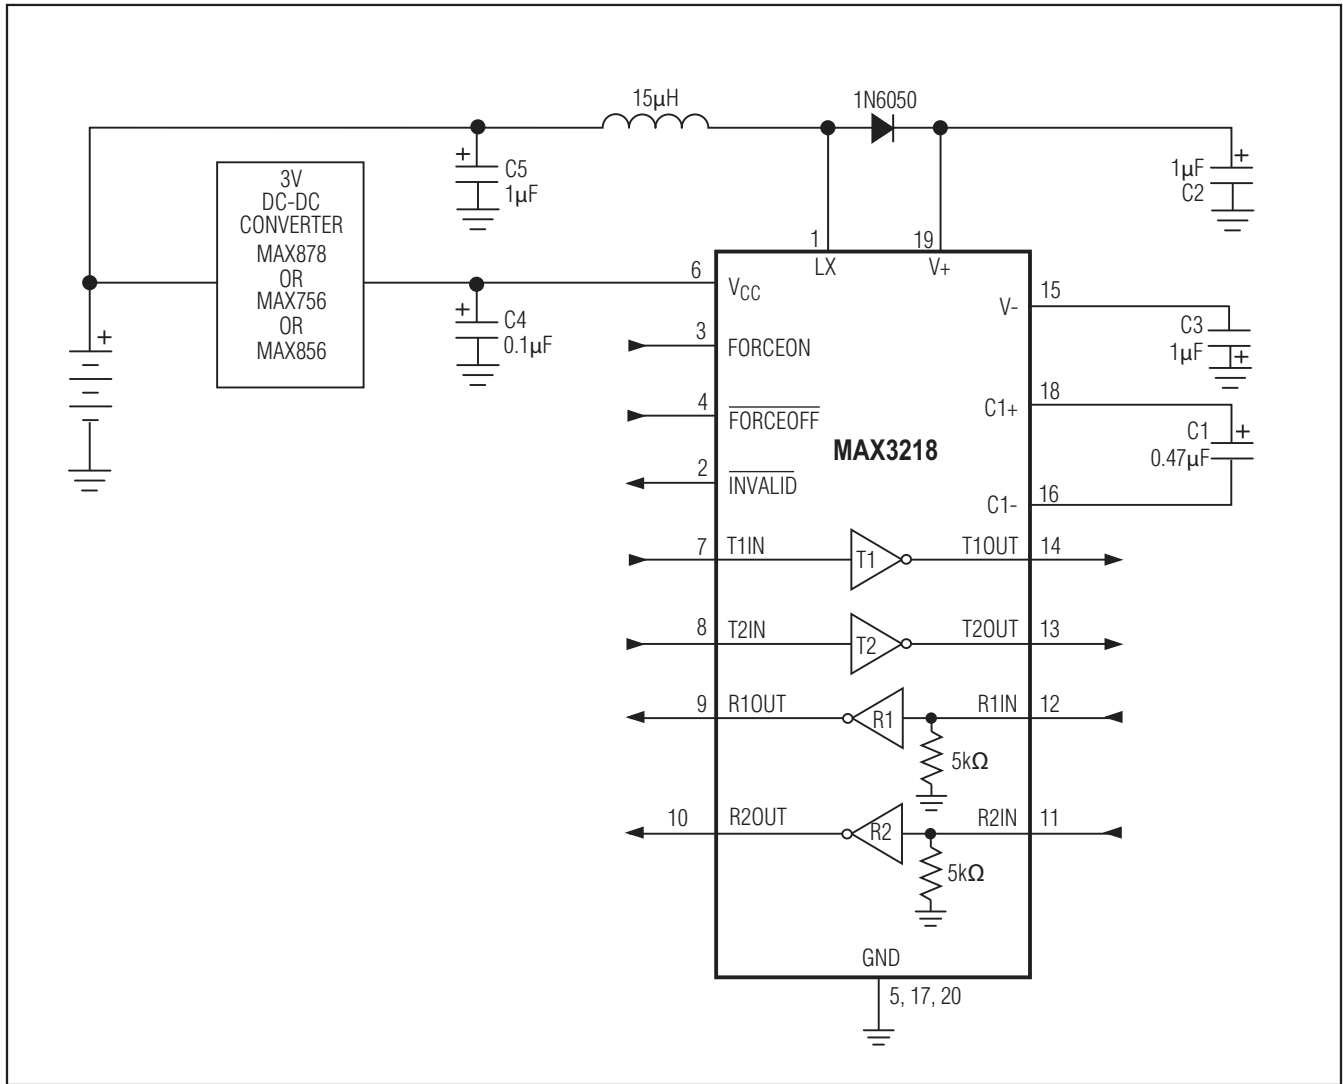 15μH
1N6050
+
C5
1μF
1μF
+
C2
3V
DC-DC
CONVERTER
MAX878
OR
MAX756
OR
MAX856
+
1
LX
19
V+
6
VCC
+
C4
0.1μF
V-
15
C3
1μF
+
3
FORCEON
4
FORCEOFF
C1+
18
MAX3218
C1
0.47μF
+
2
INVALID
C1-
16
7
T1IN
T1
T1OUT
14
8
T2IN
T2
T2OUT
13
9
R1OUT
R1
R1IN
12
5kΩ
10
R2OUT
R2
R2IN
11
5kΩ
GND
5, 17, 20